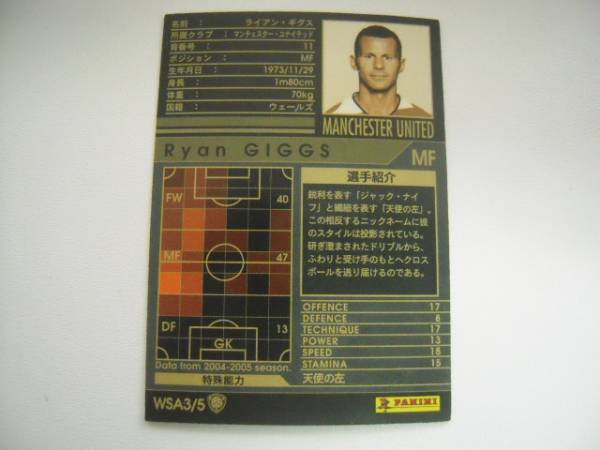 名前 : ライアン・ギグス
所属クラブ : マンチェスター・ユナイテッド
背番号 : 11
ポジション : MF
生年月日 : 1973/11/29
身長 : 1m80cm
体重 : 70kg
国籍 : ウェールズ
MANCHESTER UNITED
Ryan GIGGS
MF
FW 40
MF 47
DF 13
GK
Data from 2004-2005 season.
選手紹介
鋭利を表す「ジャック・ナイ
フ」と繊細を表す「天使の左」。
この相反するニックネームに彼
のスタイルは投影されている。
研ぎ澄まされたドリブルから、
ふわりと受け手のもとへクロス
ボールを送り届けるのである。
OFFENCE 17
DEFENCE 8
TECHNIQUE 17
POWER 13
SPEED 18
STAMINA 15
特殊能力 天使の左
WSA3/5
PANINI